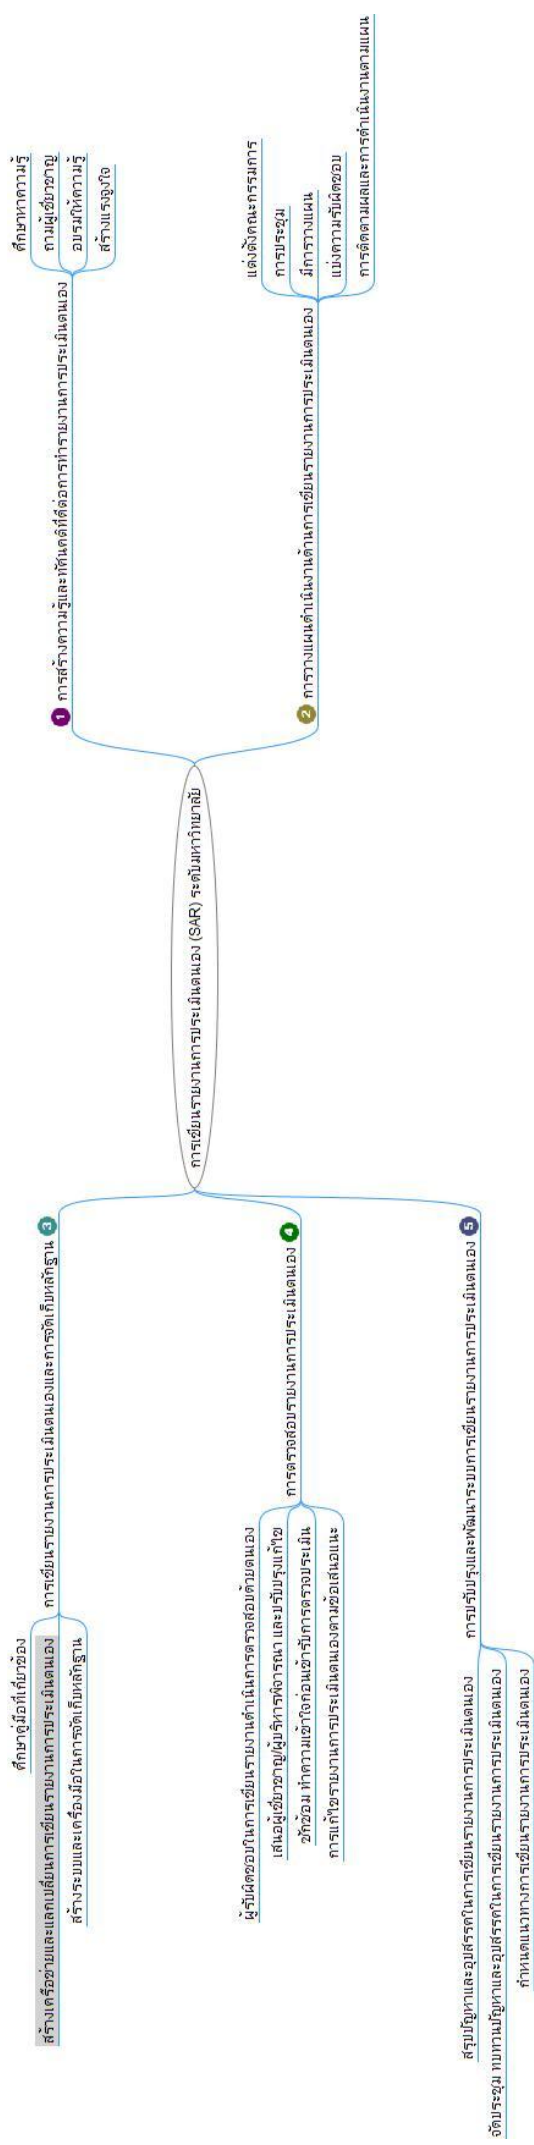 การเขียนรายงานการประเมินตนเอง (SAR) ระดับมหาวิทยาลัย
1 การสร้างความรู้และทัศนคติที่ดีต่อการทำรายงานการประเมินตนเอง
ศึกษาหาความรู้
ถามผู้เชี่ยวชาญ
อบรมให้ความรู้
สร้างแรงจูงใจ
2 การวางแผนดำเนินงานด้านการเขียนรายงานการประเมินตนเอง
แต่งตั้งคณะกรรมการ
การประชุม
มีการวางแผน
แบ่งความรับผิดชอบ
การติดตามผลและการดำเนินงานตามแผน
การเขียนรายงานการประเมินตนเองและการจัดเก็บหลักฐาน 3
ศึกษาคู่มือที่เกี่ยวข้อง
สร้างเครือข่ายและแลกเปลี่ยนการเขียนรายงานการประเมินตนเอง
สร้างระบบและเครื่องมือในการจัดเก็บหลักฐาน
การตรวจสอบรายงานการประเมินตนเอง 4
ผู้รับผิดชอบในการเขียนรายงานดำเนินการตรวจสอบด้วยตนเอง
เสนอผู้เชี่ยวชาญ/ผู้บริหารพิจารณา และปรับปรุงแก้ไข
ซักซ้อม ทำความเข้าใจก่อนเข้ารับการตรวจประเมิน
การแก้ไขรายงานการประเมินตนเองตามข้อเสนอแนะ
การปรับปรุงและพัฒนาระบบการเขียนรายงานการประเมินตนเอง 5
สรุปปัญหาและอุปสรรคในการเขียนรายงานการประเมินตนเอง
จัดประชุม ทบทวนปัญหาและอุปสรรคในการเขียนรายงานการประเมินตนเอง
กำหนดแนวทางการเขียนรายงานการประเมินตนเอง